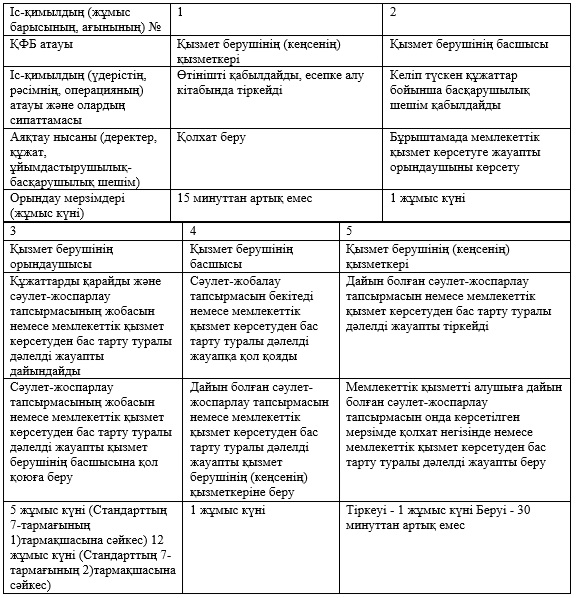 Іс-қимылдың (жұмыс
барысының, ағынының) №
1
2
ҚФБ атауы
Қызмет берушінің (кеңсенің)
қызметкері
Қызмет берушінің басшысы
Іс-қимылдың (үдерістің,
рәсімнің, операцияның)
атауы және олардың
сипаттамасы
Өтінішті қабылдайды, есепке алу
кітабында тіркейді
Келіп түскен құжаттар
бойынша басқарушылық
шешім қабылдайды
Аяқтау нысаны (деректер,
құжат,
ұйымдастырушылық-
басқарушылық шешім)
Қолхат беру
Бұрыштамада мемлекеттік
қызмет көрсетуге жауапты
орындаушыны көрсету
Орындау мерзімдері
(жұмыс күні)
15 минуттан артық емес
1 жұмыс күні
3
4
5
Қызмет берушінің
орындаушысы
Қызмет берушінің
басшысы
Қызмет берушінің (кеңсенің)
қызметкері
Құжаттарды қарайды және
сәулет-жоспарлау
тапсырмасының жобасын
немесе мемлекеттік қызмет
көрсетуден бас тарту туралы
дәлелді жауапты
дайындайды
Сәулет-жобалау
тапсырмасын бекітеді
немесе мемлекеттік
қызмет көрсетуден бас
тарту туралы дәлелді
жауапқа қол қояды
Дайын болған сәулет-жоспарлау
тапсырмасын немесе мемлекеттік
қызмет көрсетуден бас тарту туралы
дәлелді жауапты тіркейді
Сәулет-жоспарлау
тапсырмасының жобасын
немесе мемлекеттік қызмет
көрсетуден бас тарту туралы
дәлелді жауапты қызмет
берушінің басшысына қол
қоюға беру
Дайын болған сәулет-
жоспарлау тапсырмасын
немесе мемлекеттік
қызмет көрсетуден бас
тарту туралы дәлелді
жауапты қызмет
берушінің (кеңсенің)
қызметкеріне беру
Мемлекеттік қызметті алушыға дайын
болған сәулет-жоспарлау
тапсырмасын онда көрсетілген
мерзімде қолхат негізінде немесе
мемлекеттік қызмет көрсетуден бас
тарту туралы дәлелді жауапты беру
5 жұмыс күні (Стандарттың
7-тармағының
1)тармақшасына сәйкес) 12
жұмыс күні (Стандарттың 7-
тармағының 2)тармақшасына
сәйкес)
1 жұмыс күні
Тіркеуі - 1 жұмыс күні Беруі - 30
минуттан артық емес